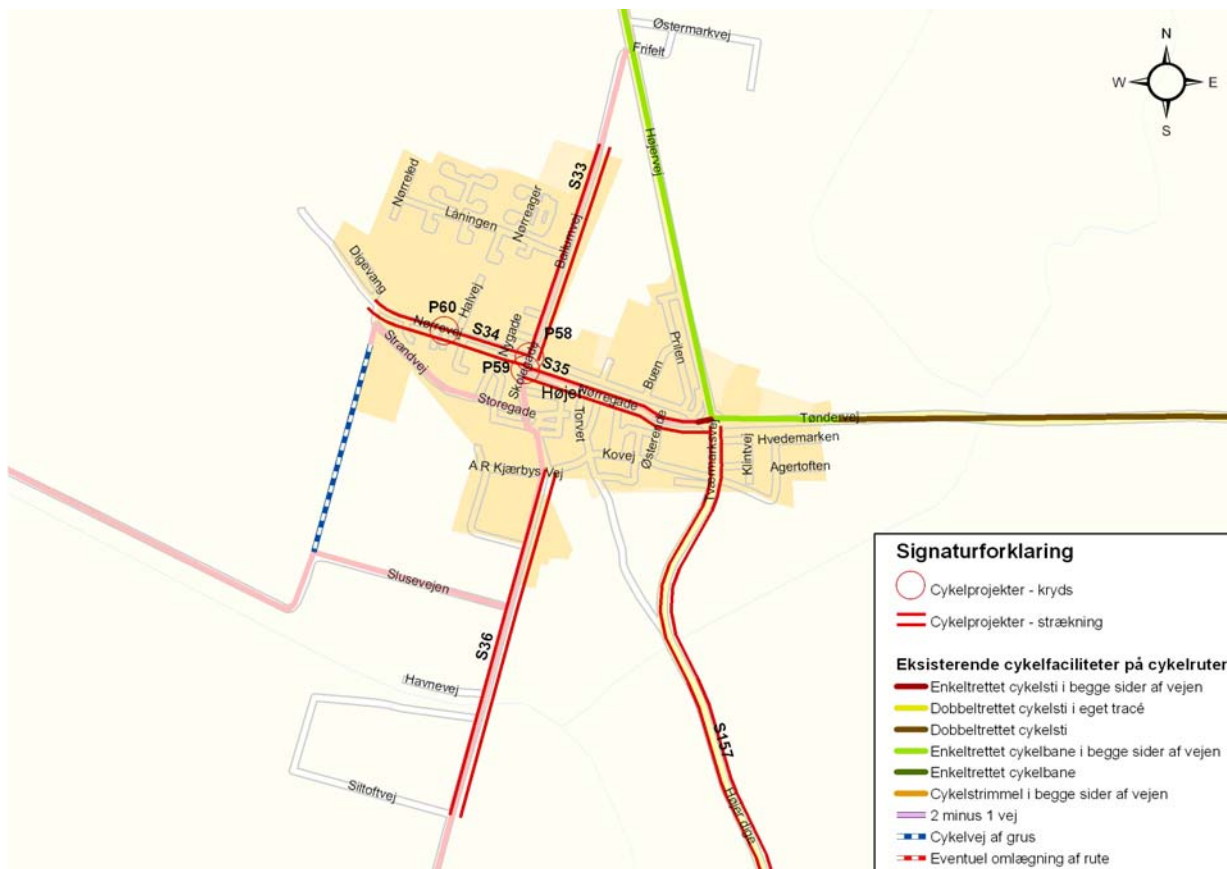 Østermarkvej
Frifelt
N
W
E
S
Højervej
S33
Nørreled
Nørreager
Låningen
Ballumvej
Digevang
P60
Halvej
Nørrevej
S34
Nygade
P58
Strandvej
P59
Skolegade
S35
Prilen
Buen
Højer
Nørregade
Storegade
Torvet
Østerende
Tøndervej
Kovej
Tværmarksvej
Klintvej
Hvedemarken
Agertoften
A R Kjærbys Vej
Slusevejen
S36
Havnevej
Siltoftvej
S157
Højer dige
Signaturforklaring
Cykelprojekter - kryds
Cykelprojekter - strækning
Eksisterende cykelfaciliteter på cykelruter
Enkeltrettet cykelsti i begge sider af vejen
Dobbeltrettet cykelsti i eget tracé
Dobbeltrettet cykelsti
Enkeltrettet cykelbane i begge sider af vejen
Enkeltrettet cykelbane
Cykelstrimmel i begge sider af vejen
2 minus 1 vej
Cykelvej af grus
Eventuel omlægning af rute